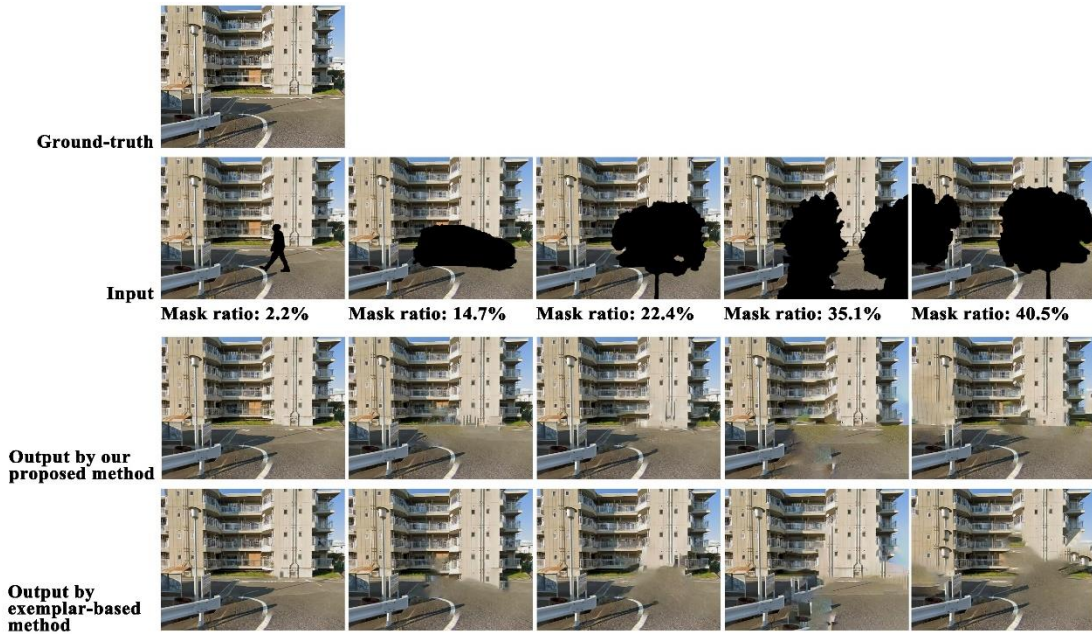 Ground-truth
Input
Mask ratio: 2.2%
Mask ratio: 14.7%
Mask ratio: 22.4%
Mask ratio: 35.1%
Mask ratio: 40.5%
Output by our
proposed method
Output by
exemplar-based
method